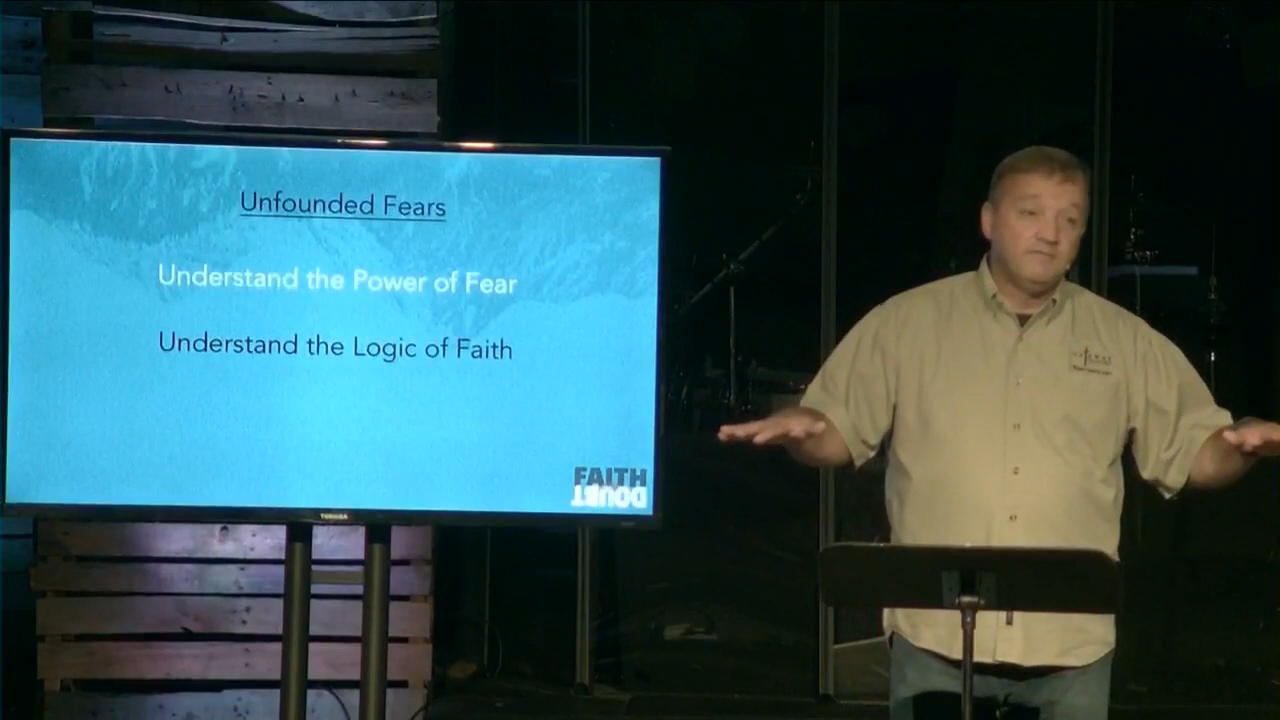 Unfounded Fears
Understand the Power of Fear
Understand the Logic of Faith
FAITH
DOUBT
TOSHIBA